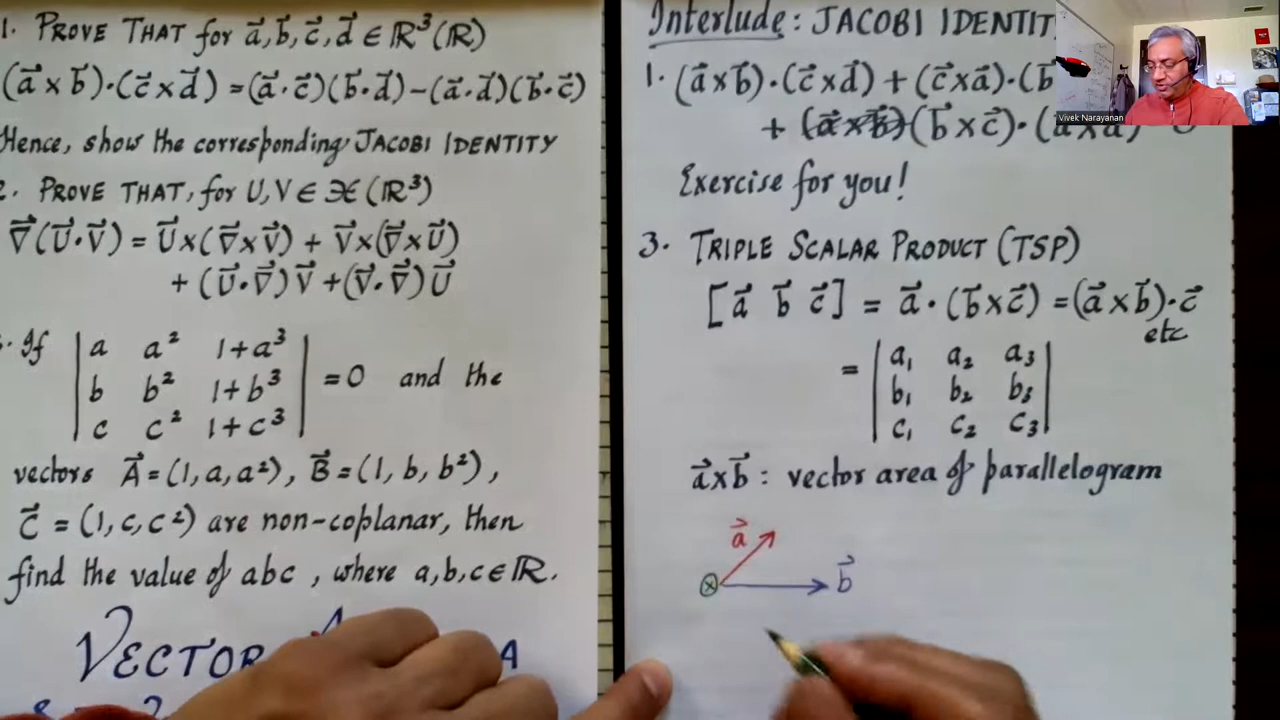 1. PROVE THAT for a⃗, b⃗, c⃗, d⃗ ∈ ℝ³(ℝ)
(a⃗ × b⃗)·(c⃗ × d⃗) = (a⃗·c⃗)(b⃗·d⃗) − (a⃗·d⃗)(b⃗·c⃗)
Hence, show the corresponding JACOBI IDENTITY
2. PROVE THAT, for U, V ∈ 𝔛(ℝ³)
∇⃗(U⃗·V⃗) = U⃗×(∇⃗×V⃗) + V⃗×(∇⃗×U⃗)
+ (U⃗·∇⃗)V⃗ + (V⃗·∇⃗)U⃗
If | a a² 1+a³ |
| b b² 1+b³ | = 0 and the
| c c² 1+c³ |
vectors A⃗ = (1, a, a²), B⃗ = (1, b, b²),
C⃗ = (1, c, c²) are non-coplanar, then
find the value of abc, where a, b, c ∈ ℝ.
VECTOR
Interlude: JACOBI IDENTIT
1. (a⃗×b⃗)·(c⃗×d⃗) + (c⃗×a⃗)·(b⃗
+ (a⃗×b⃗)(b⃗×c⃗)·(a⃗×d⃗)
Exercise for you!
3. TRIPLE SCALAR PRODUCT (TSP)
[a⃗ b⃗ c⃗] = a⃗·(b⃗×c⃗) = (a⃗×b⃗)·c⃗
etc
= | a₁ a₂ a₃ |
| b₁ b₂ b₃ |
| c₁ c₂ c₃ |
a⃗×b⃗ : vector area of parallelogram
a⃗
b⃗
Vivek Narayanan